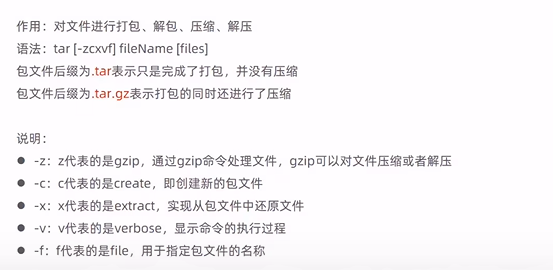 作用：对文件进行打包、解包、压缩、解压
语法：tar [-zcxvf] fileName [files]
包文件后缀为.tar表示只是完成了打包，并没有压缩
包文件后缀为.tar.gz表示打包的同时还进行了压缩
说明：
● -z：z代表的是gzip，通过gzip命令处理文件，gzip可以对文件压缩或者解压
● -c：c代表的是create，即创建新的包文件
● -x：x代表的是extract，实现从包文件中还原文件
● -v：v代表的是verbose，显示命令的执行过程
● -f：f代表的是file，用于指定包文件的名称